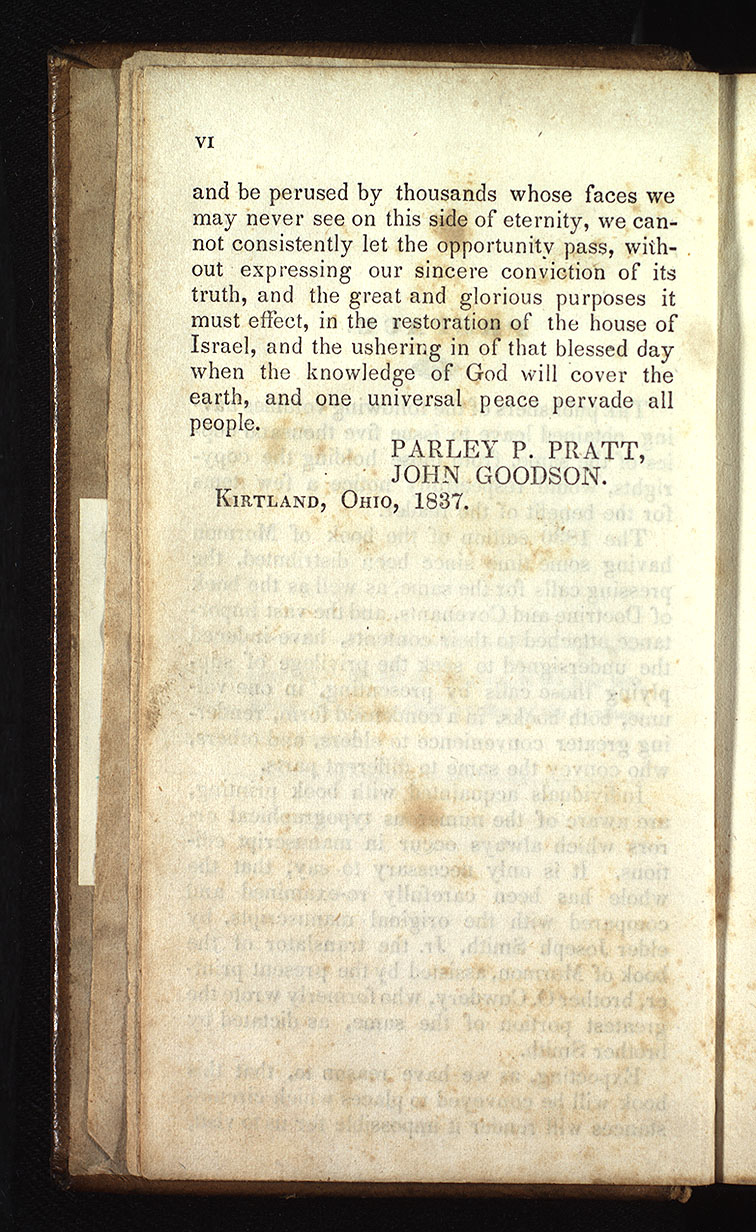 VI
and be perused by thousands whose faces we
may never see on this side of eternity, we can-
not consistently let the opportunity pass, with-
out expressing our sincere conviction of its
truth, and the great and glorious purposes it
must effect, in the restoration of the house of
Israel, and the ushering in of that blessed day
when the knowledge of God will cover the
earth, and one universal peace pervade all
people.
PARLEY P. PRATT,
JOHN GOODSON.
KIRTLAND, OHIO, 1837.